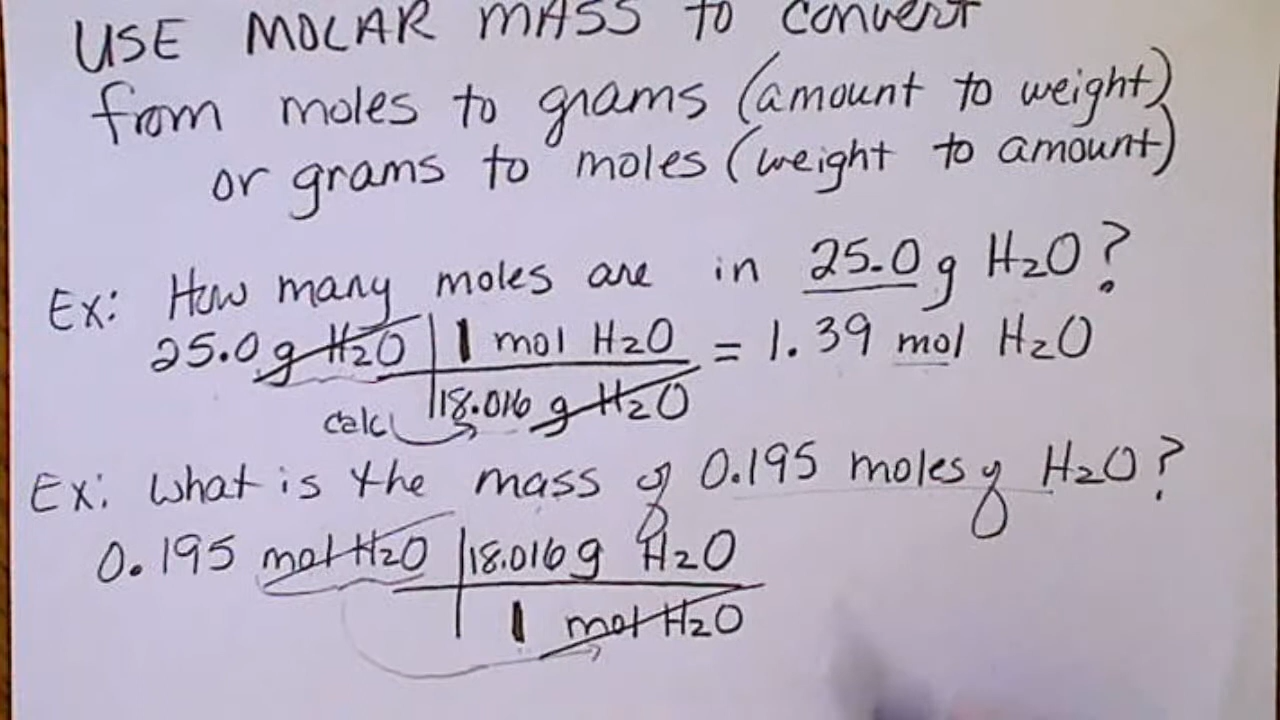 USE MOLAR MASS to convert
from moles to grams (amount to weight)
or grams to moles (weight to amount)
Ex: How many moles are in 25.0 g H₂O?
25.0 g H₂O | 1 mol H₂O = 1.39 mol H₂O
calc 18.016 g H₂O
Ex: What is the mass of 0.195 moles of H₂O?
0.195 mol H₂O | 18.016 g H₂O
1 mol H₂O